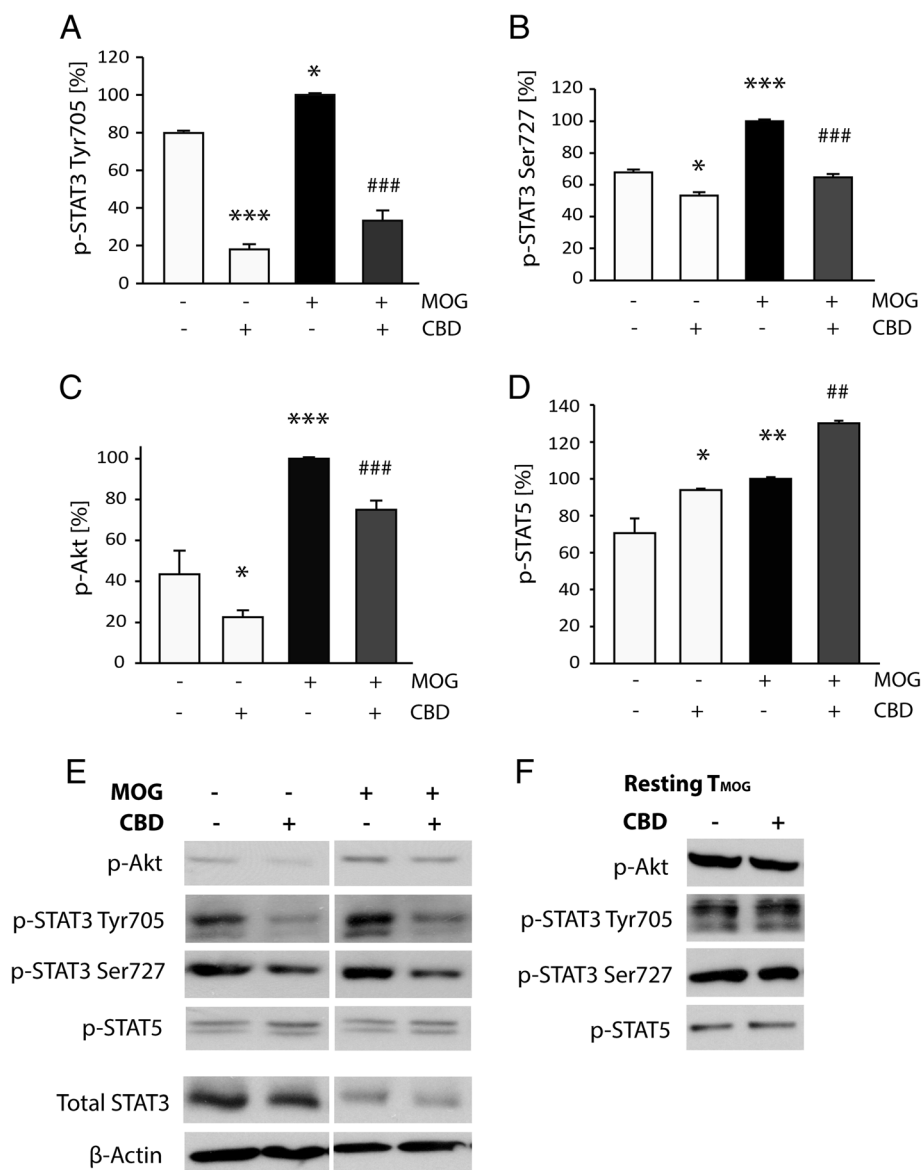 A
p-STAT3 Tyr705 [%]
120
100
80
60
40
20
0
*
***
###
- - + + MOG
- + - + CBD
B
p-STAT3 Ser727 [%]
120
100
80
60
40
20
0
*
***
###
- - + + MOG
- + - + CBD
C
p-Akt [%]
100
80
60
40
20
0
*
***
###
- - + + MOG
- + - + CBD
D
p-STAT5 [%]
140
120
100
80
60
40
20
0
*
**
##
- - + + MOG
- + - + CBD
E
MOG - - + +
CBD - + - +
p-Akt
p-STAT3 Tyr705
p-STAT3 Ser727
p-STAT5
Total STAT3
β-Actin
F
Resting TMOG
CBD - +
p-Akt
p-STAT3 Tyr705
p-STAT3 Ser727
p-STAT5